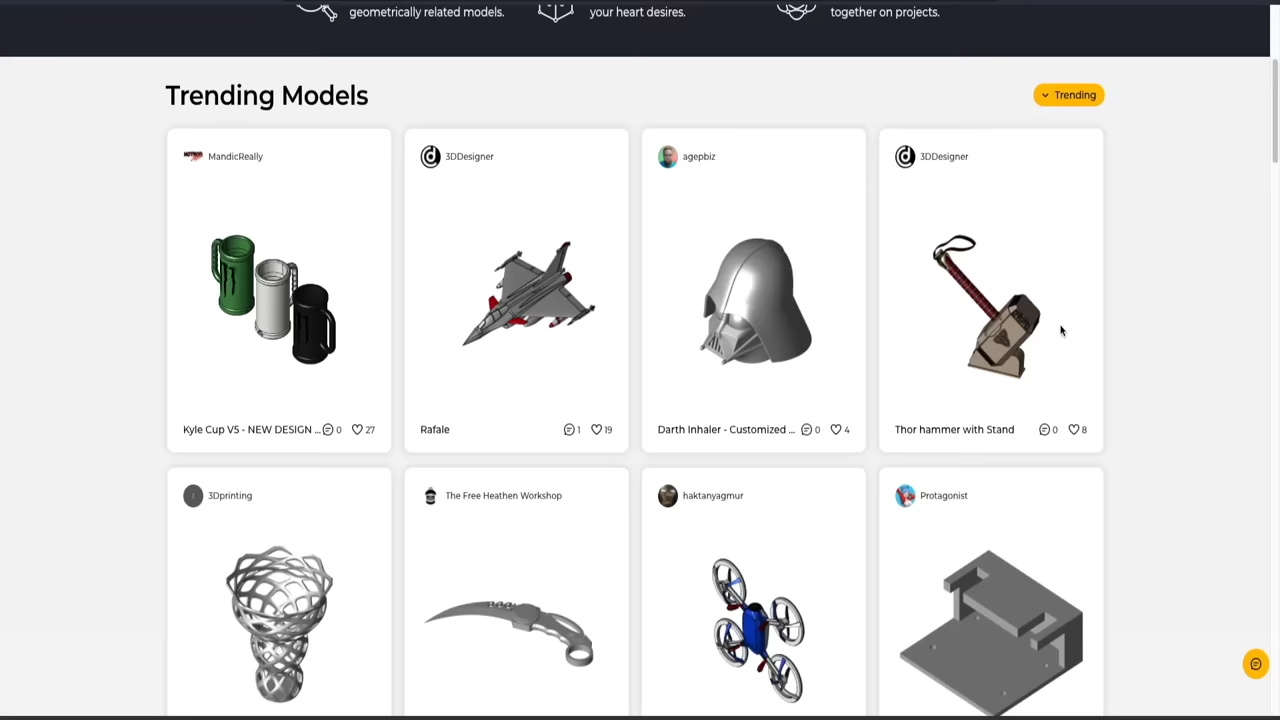 geometrically related models.
your heart desires.
together on projects.
Trending Models
Trending
MandicReally
3DDesigner
agepbiz
3DDesigner
Kyle Cup V5 - NEW DESIGN ... 0 27
Rafale 1 19
Darth Inhaler - Customized ... 0 4
Thor hammer with Stand 0 8
3Dprinting
The Free Heathen Workshop
haktanyagmur
Protagonist